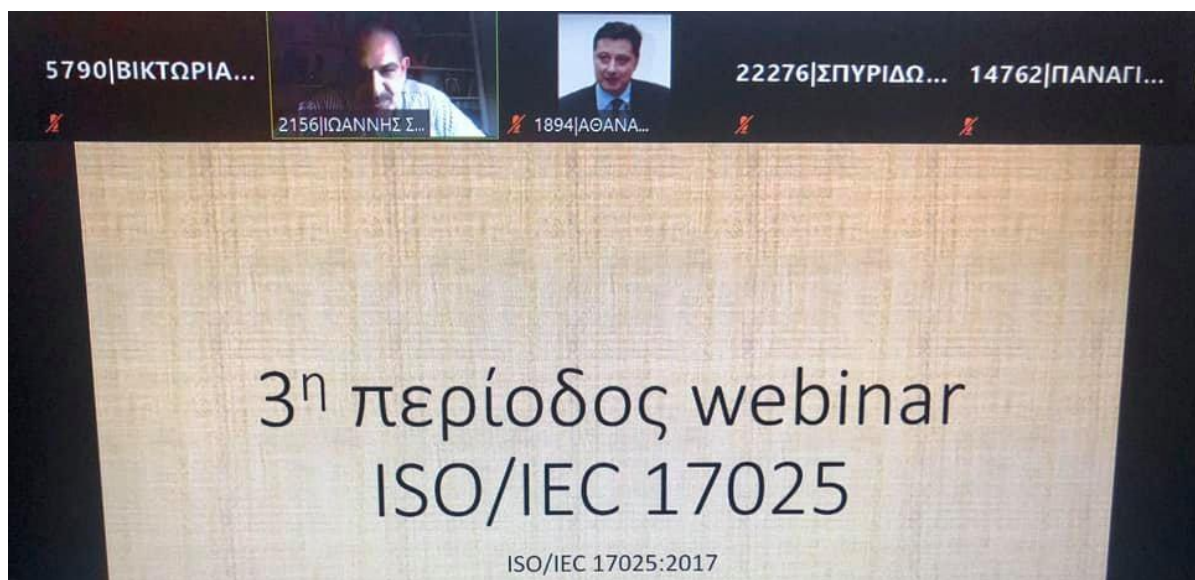 5790|ΒΙΚΤΩΡΙΑ...
2156|ΙΩΑΝΝΗΣ Σ...
1894|ΑΘΑΝΑ...
22276|ΣΠΥΡΙΔΩ...
14762|ΠΑΝΑΓΙ...
3η περίοδος webinar
ISO/IEC 17025
ISO/IEC 17025:2017